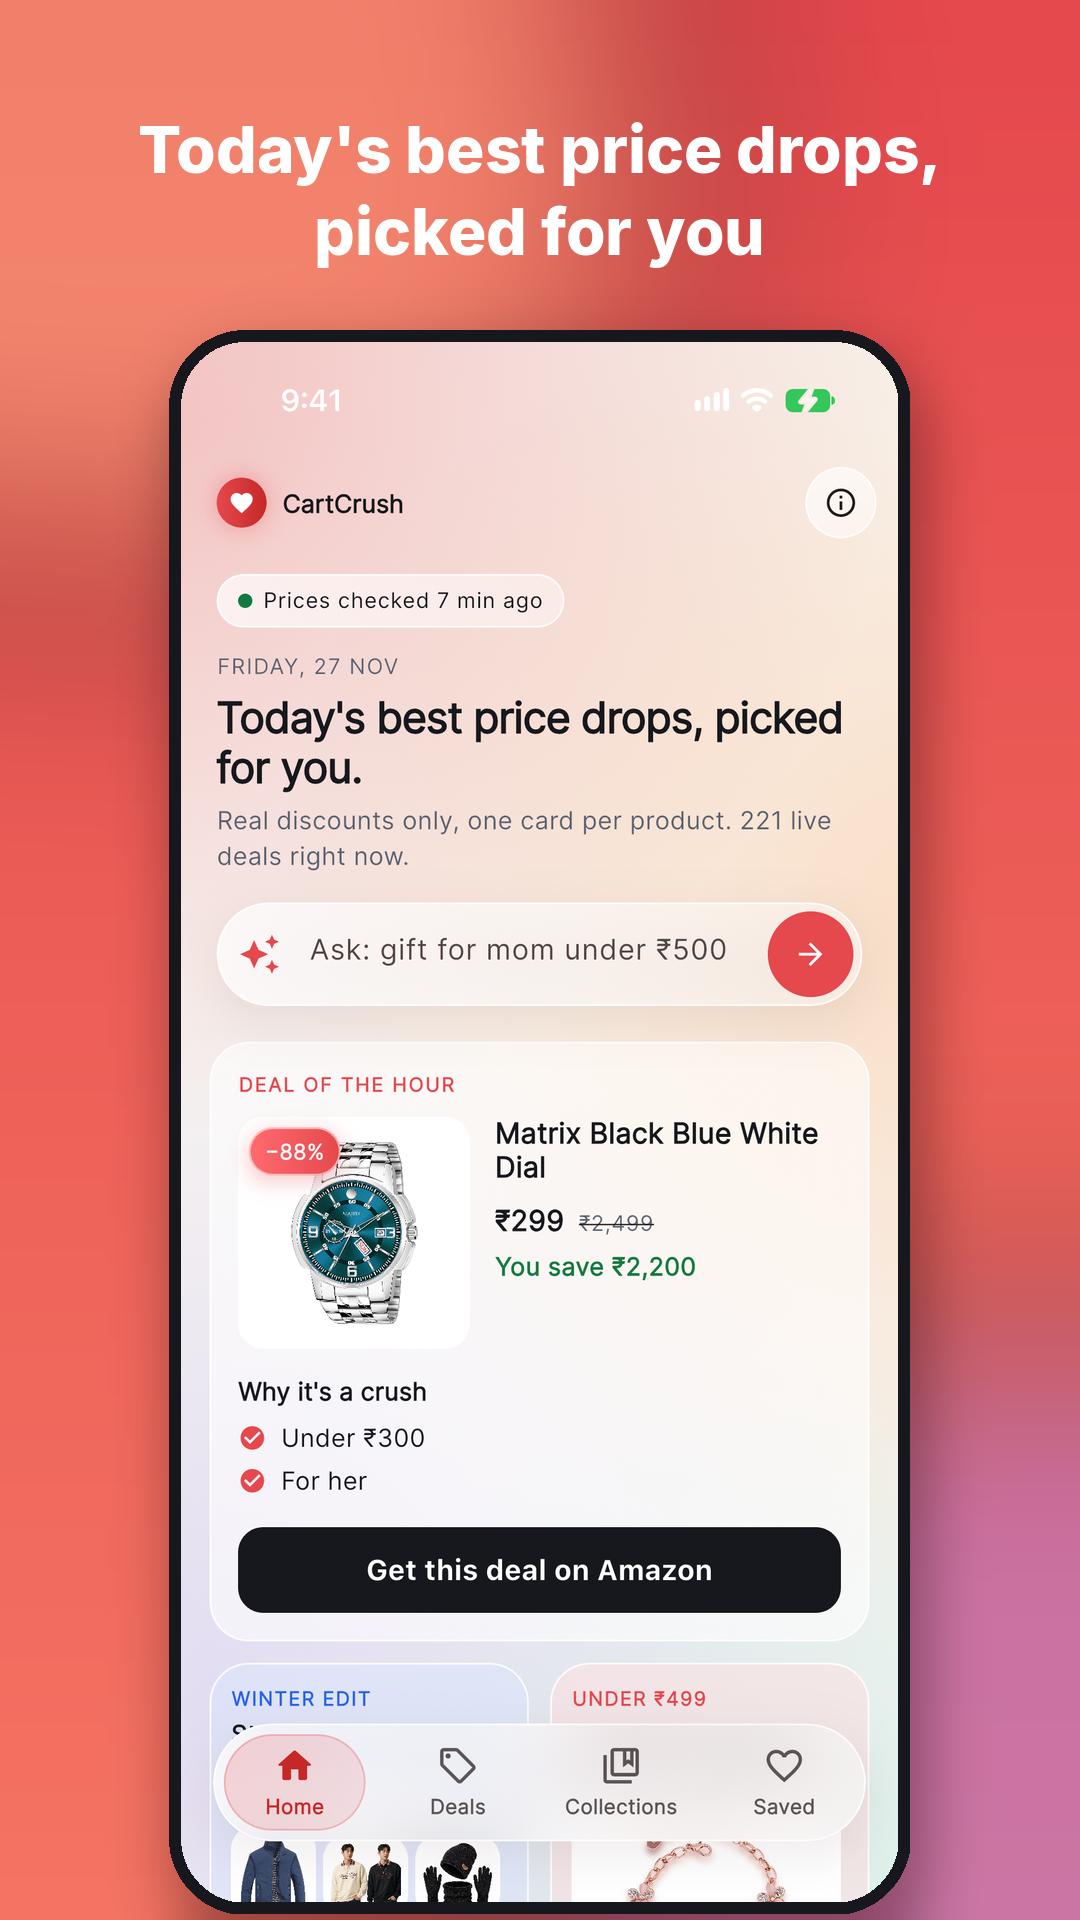 Today's best price drops,
picked for you
9:41
CartCrush
Prices checked 7 min ago
FRIDAY, 27 NOV
Today's best price drops, picked
for you.
Real discounts only, one card per product. 221 live
deals right now.
Ask: gift for mom under ₹500
DEAL OF THE HOUR
−88%
Matrix Black Blue White
Dial
₹299 ₹2,499
You save ₹2,200
Why it's a crush
Under ₹300
For her
Get this deal on Amazon
WINTER EDIT
UNDER ₹499
Home
Deals
Collections
Saved